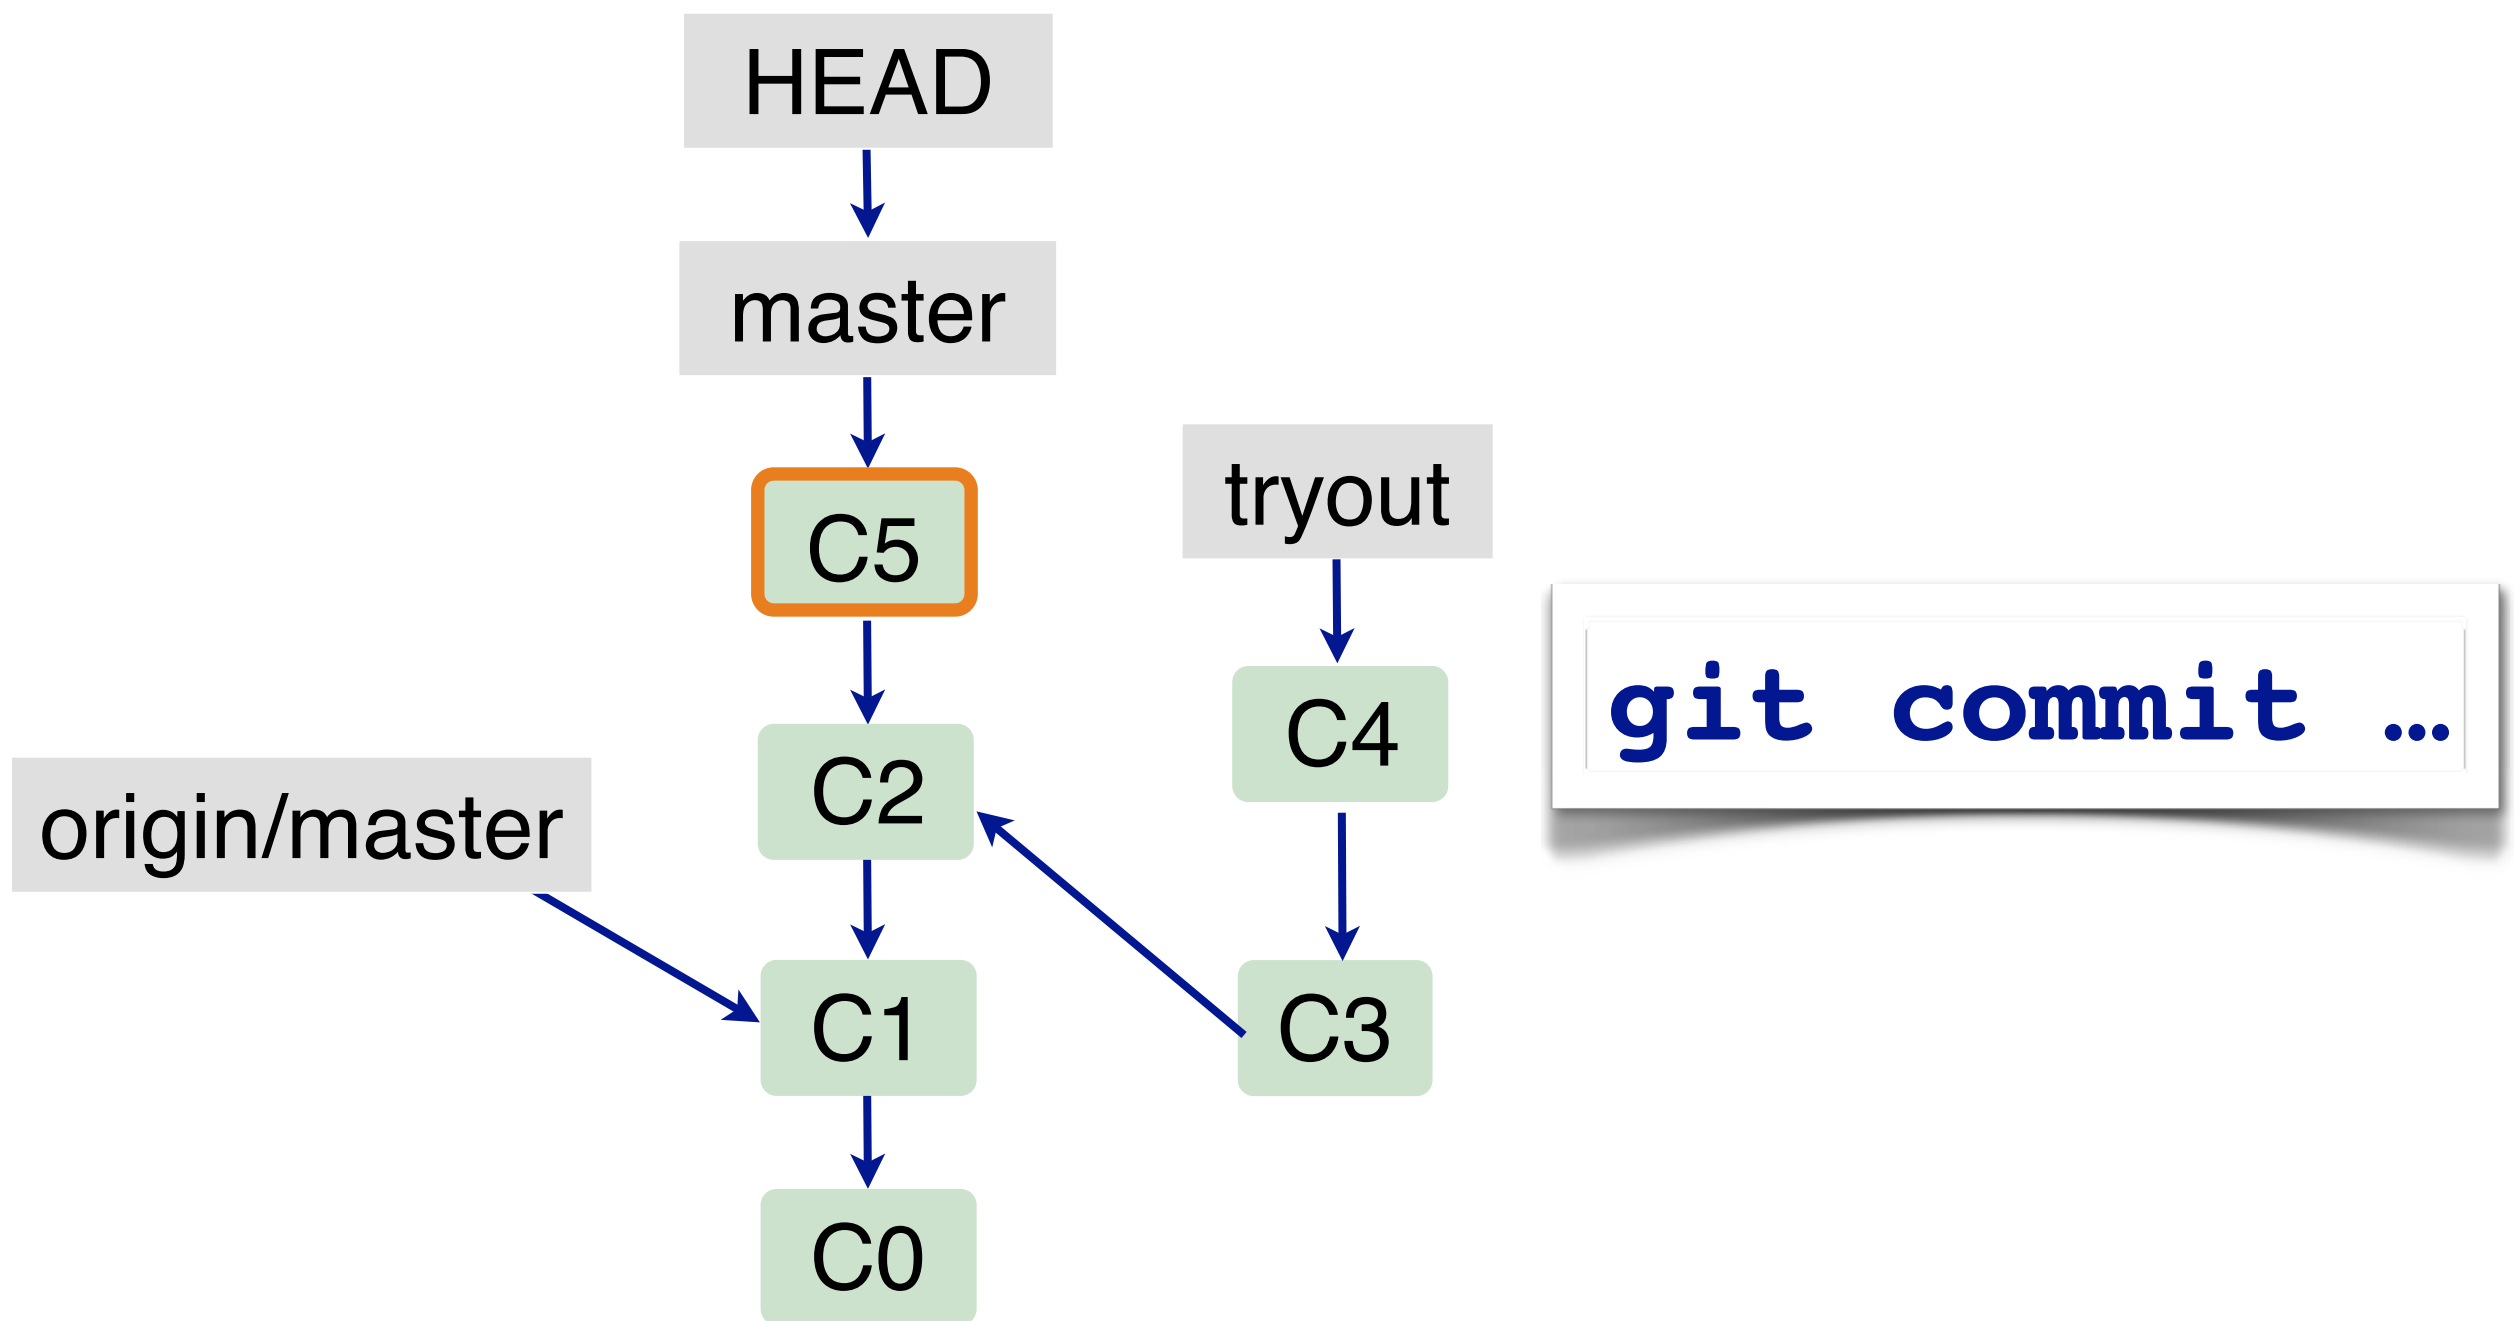 HEAD
master
C5
tryout
C4
git commit …
C2
origin/master
C1
C3
C0